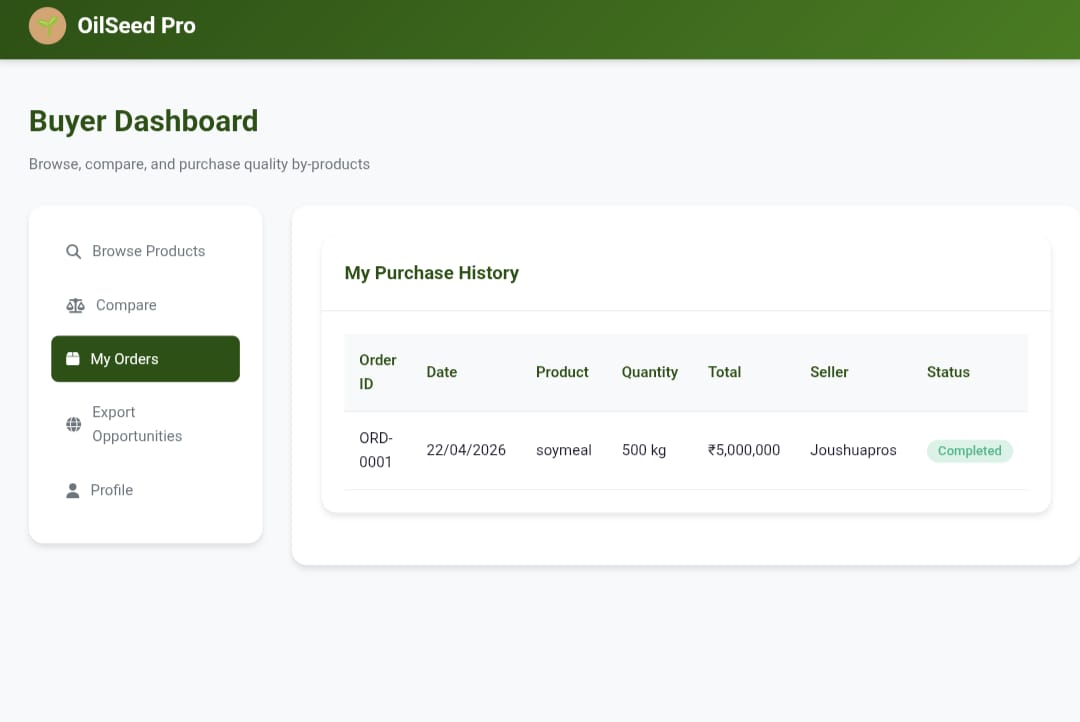 OilSeed Pro
Buyer Dashboard
Browse, compare, and purchase quality by-products
Browse Products
Compare
My Orders
Export
Opportunities
Profile
My Purchase History
Order
ID
Date
Product
Quantity
Total
Seller
Status
ORD-
0001
22/04/2026
soymeal
500 kg
₹5,000,000
Joushuapros
Completed